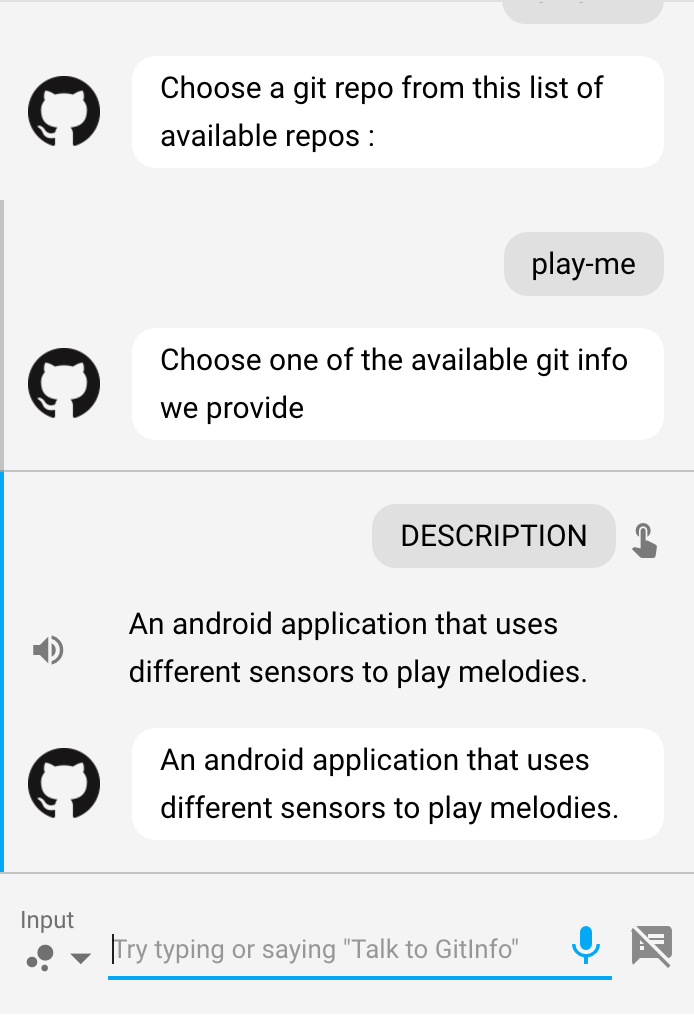 Choose a git repo from this list of
available repos :
play-me
Choose one of the available git info
we provide
DESCRIPTION
An android application that uses
different sensors to play melodies.
An android application that uses
different sensors to play melodies.
Input
Try typing or saying "Talk to GitInfo"